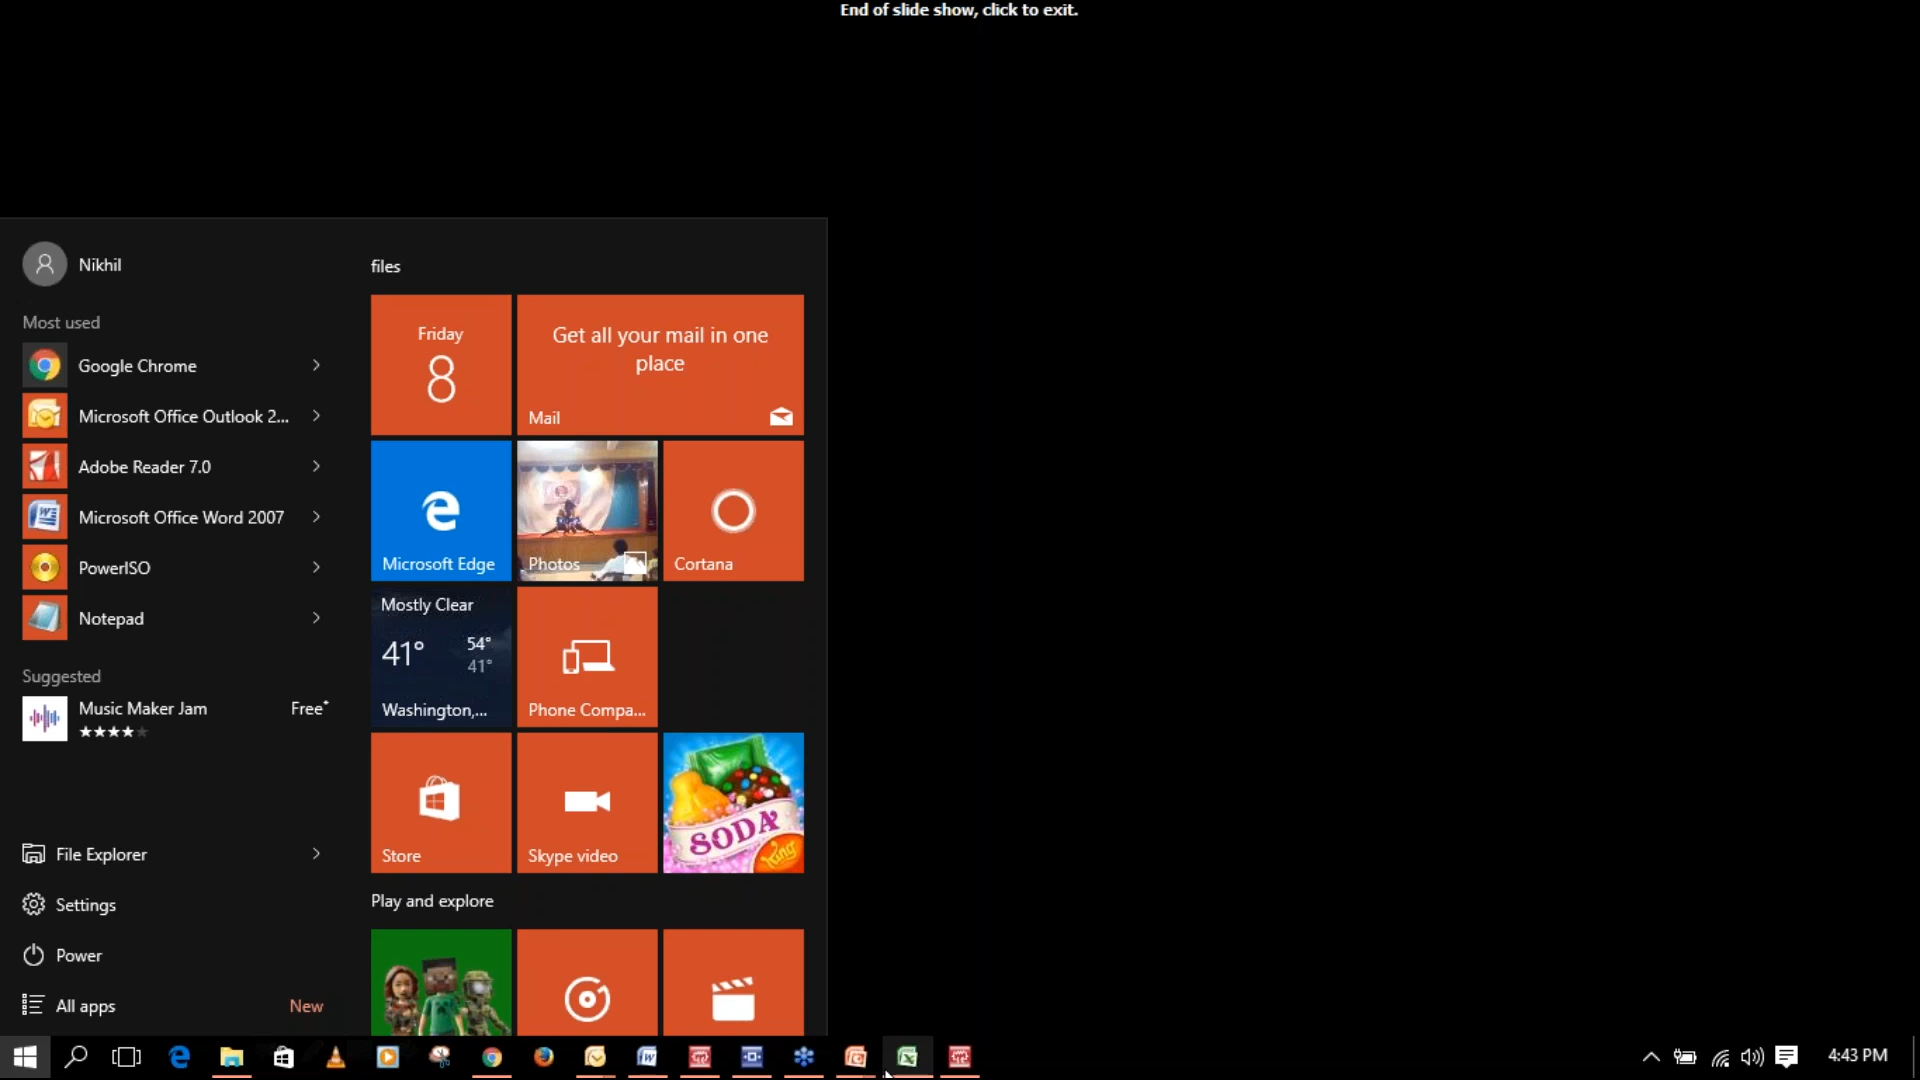 End of slide show, click to exit.
Nikhil
Most used
Google Chrome
Microsoft Office Outlook 2...
Adobe Reader 7.0
Microsoft Office Word 2007
PowerISO
Notepad
Suggested
Music Maker Jam
Free*
File Explorer
Settings
Power
All apps
New
files
Friday
8
Get all your mail in one
place
Mail
Microsoft Edge
Photos
Cortana
Mostly Clear
41°
54°
41°
Washington,...
Phone Compa...
Store
Skype video
SODA
King
Play and explore
4:43 PM